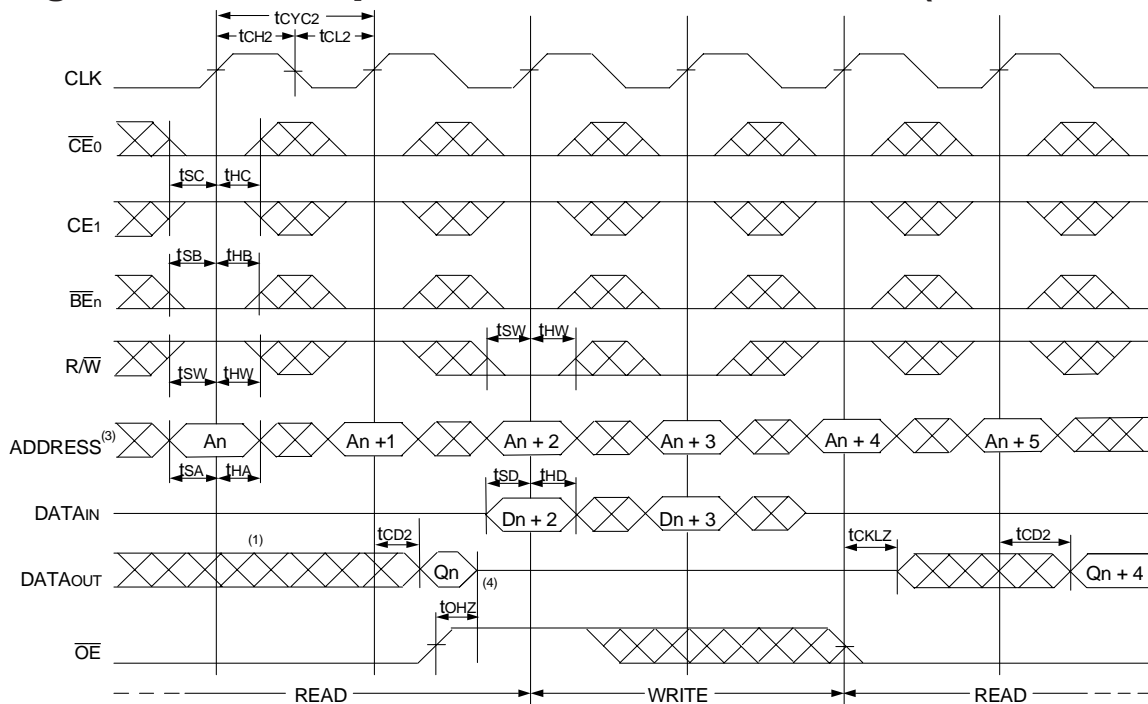 tCYC2
tCH2 tCL2
CLK
CE0
tSC tHC
CE1
tSB tHB
BEn
tSW tHW
R/W
tSW tHW
ADDRESS(3) An An +1 An + 2 An + 3 An + 4 An + 5
tSA tHA tSD tHD
DATAIN Dn + 2 Dn + 3
(1) tCD2 tCKLZ tCD2
DATAOUT Qn (4) Qn + 4
tOHZ
OE
READ WRITE READ